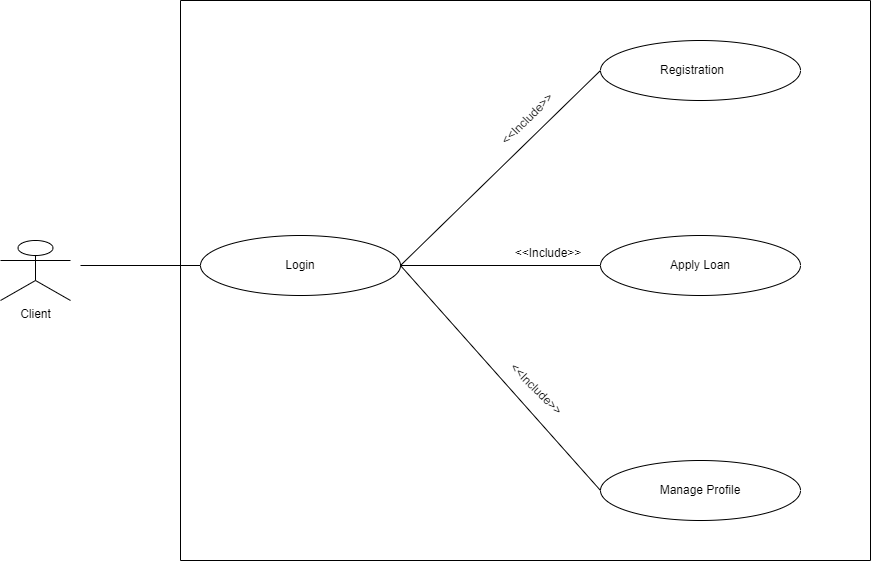 Registration
<<Include>>
<<Include>>
Login
Apply Loan
Client
<<Include>>
Manage Profile